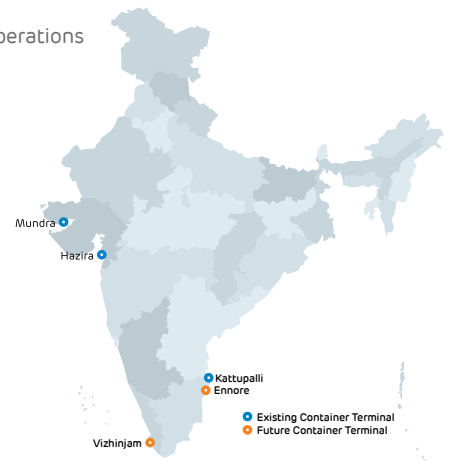 perations
Mundra
Hazira
Kattupalli
Ennore
Existing Container Terminal
Future Container Terminal
Vizhinjam